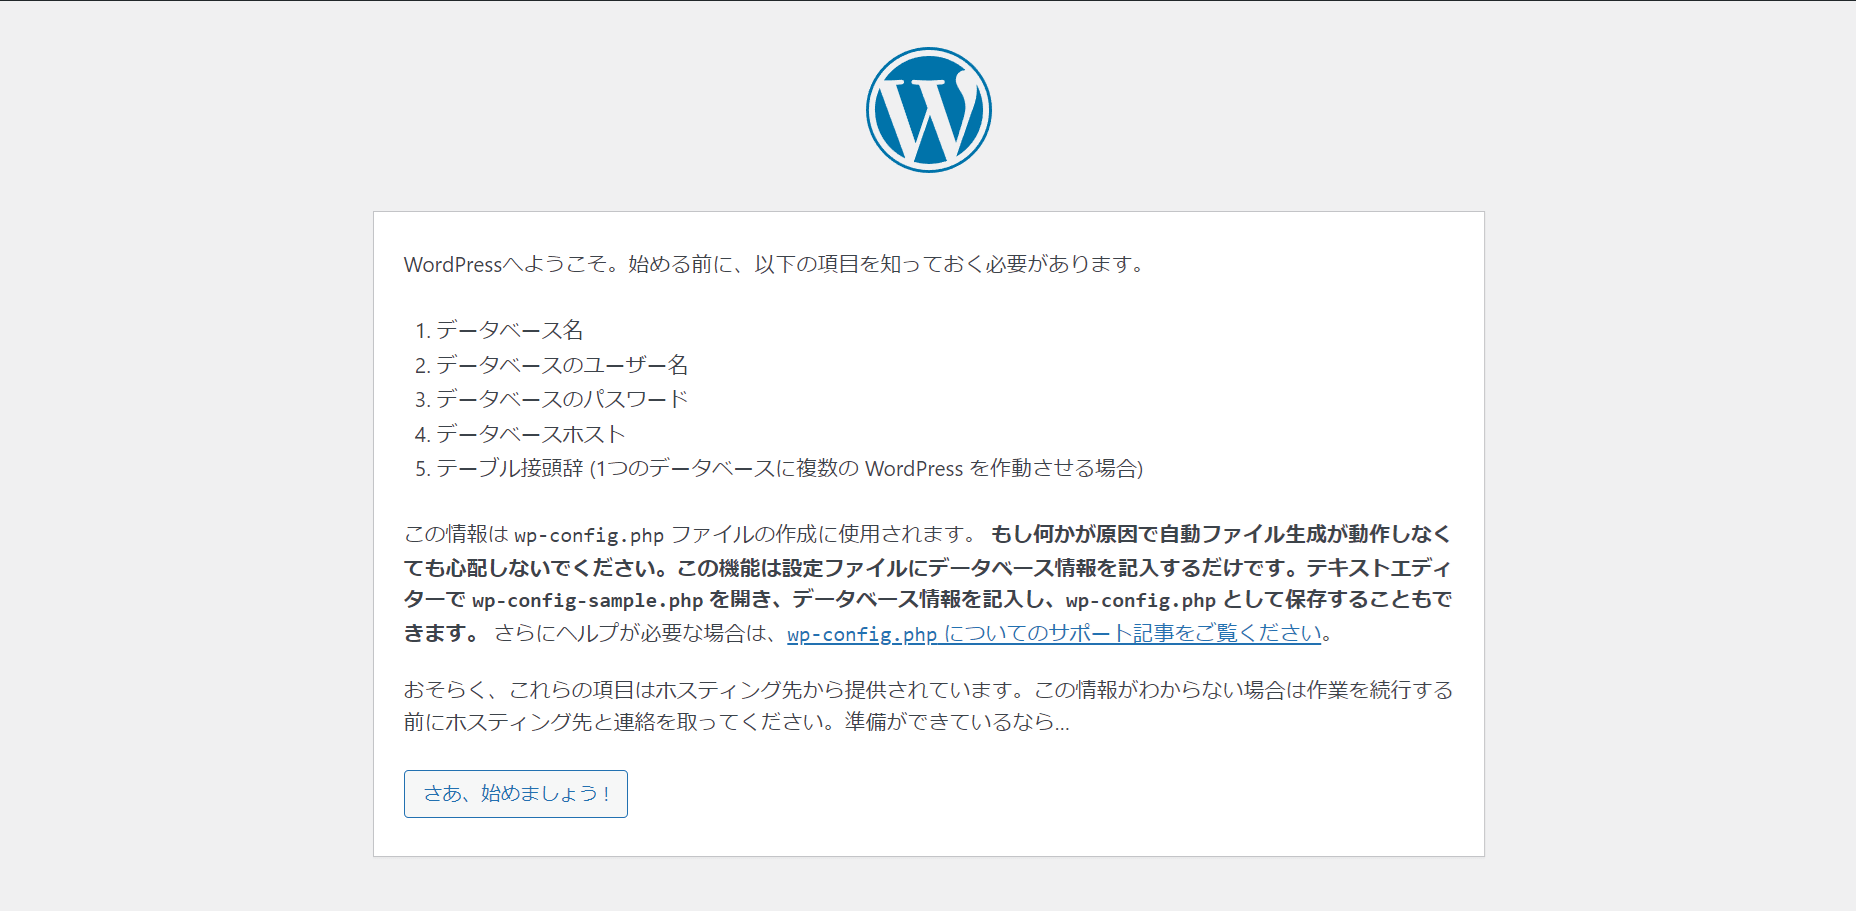 WordPressへようこそ。始める前に、以下の項目を知っておく必要があります。
1. データベース名
2. データベースのユーザー名
3. データベースのパスワード
4. データベースホスト
5. テーブル接頭辞 (1つのデータベースに複数の WordPress を作動させる場合)
この情報は wp-config.php ファイルの作成に使用されます。 もし何かが原因で自動ファイル生成が動作しなく
ても心配しないでください。この機能は設定ファイルにデータベース情報を記入するだけです。テキストエディ
ターで wp-config-sample.php を開き、データベース情報を記入し、wp-config.php として保存することもで
きます。 さらにヘルプが必要な場合は、wp-config.php についてのサポート記事をご覧ください。
おそらく、これらの項目はホスティング先から提供されています。この情報がわからない場合は作業を続行する
前にホスティング先と連絡を取ってください。準備ができているなら…
さあ、始めましょう !